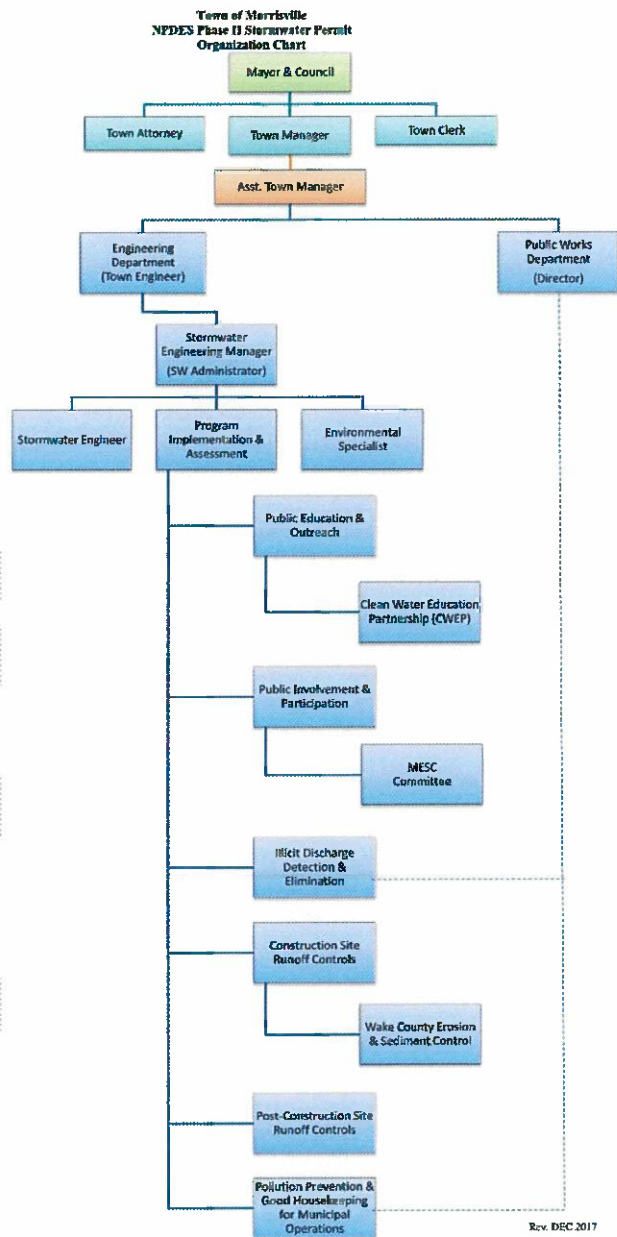 Town of Morrisville
NPDES Phase II Stormwater Permit
Organization Chart
Mayor & Council
Town Attorney
Town Manager
Town Clerk
Asst. Town Manager
Engineering
Department
(Town Engineer)
Public Works
Department
(Director)
Stormwater
Engineering Manager
(SW Administrator)
Stormwater Engineer
Program
Implementation &
Assessment
Environmental
Specialist
Public Education &
Outreach
Clean Water Education
Partnership (CWEP)
Public Involvement &
Participation
MESC
Committee
Illicit Discharge
Detection &
Elimination
Construction Site
Runoff Controls
Wake County Erosion
& Sediment Control
Post-Construction Site
Runoff Controls
Pollution Prevention &
Good Housekeeping
for Municipal
Operations
Rev. DEC 2017